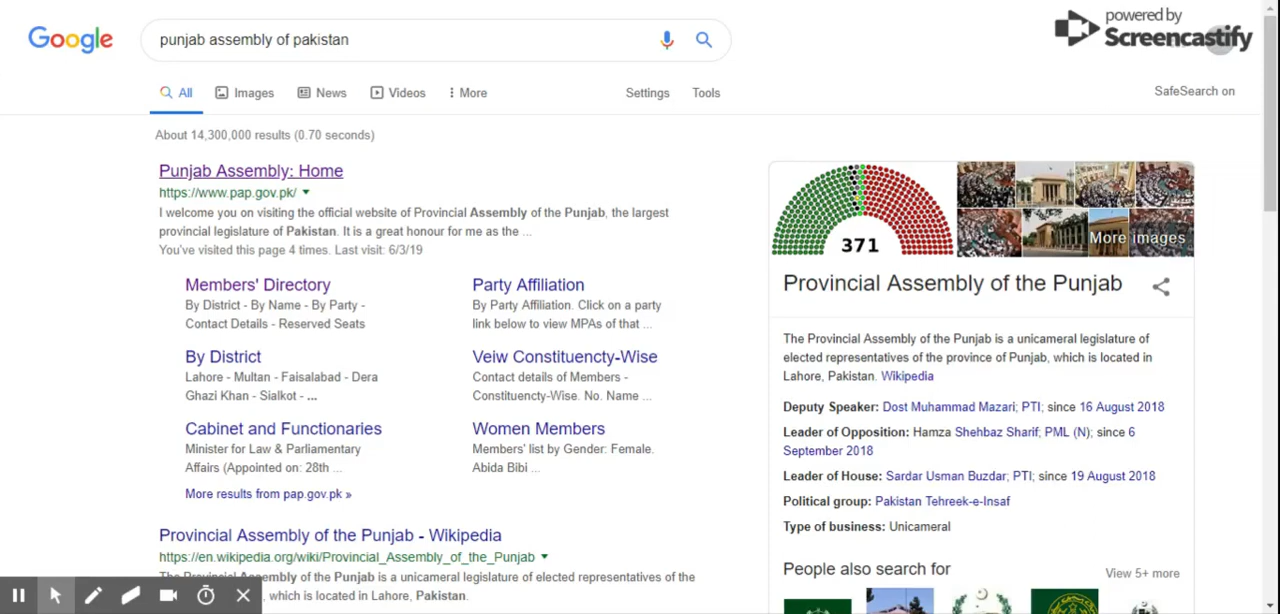 powered by
Screencastify
Google
punjab assembly of pakistan
All
Images
News
Videos
More
Settings
Tools
SafeSearch on
About 14,300,000 results (0.70 seconds)
Punjab Assembly: Home
https://www.pap.gov.pk/
I welcome you on visiting the official website of Provincial Assembly of the Punjab, the largest
provincial legislature of Pakistan. It is a great honour for me as the ...
You've visited this page 4 times. Last visit: 6/3/19
Members' Directory
By District - By Name - By Party -
Contact Details - Reserved Seats
Party Affiliation
By Party Affiliation. Click on a party
link below to view MPAs of that ...
By District
Lahore - Multan - Faisalabad - Dera
Ghazi Khan - Sialkot - ...
Veiw Constituency-Wise
Contact details of Members -
Constituency-Wise. No. Name ...
Cabinet and Functionaries
Minister for Law & Parliamentary
Affairs (Appointed on: 28th ...
Women Members
Members' list by Gender: Female.
Abida Bibi ...
More results from pap.gov.pk »
Provincial Assembly of the Punjab - Wikipedia
https://en.wikipedia.org/wiki/Provincial_Assembly_of_the_Punjab
The Provincial Assembly of the Punjab is a unicameral legislature of elected representatives of the
, which is located in Lahore, Pakistan.
371
More images
Provincial Assembly of the Punjab
The Provincial Assembly of the Punjab is a unicameral legislature of
elected representatives of the province of Punjab, which is located in
Lahore, Pakistan. Wikipedia
Deputy Speaker: Dost Muhammad Mazari; PTI; since 16 August 2018
Leader of Opposition: Hamza Shehbaz Sharif, PML (N); since 6
September 2018
Leader of House: Sardar Usman Buzdar; PTI; since 19 August 2018
Political group: Pakistan Tehreek-e-Insaf
Type of business: Unicameral
People also search for
View 5+ more